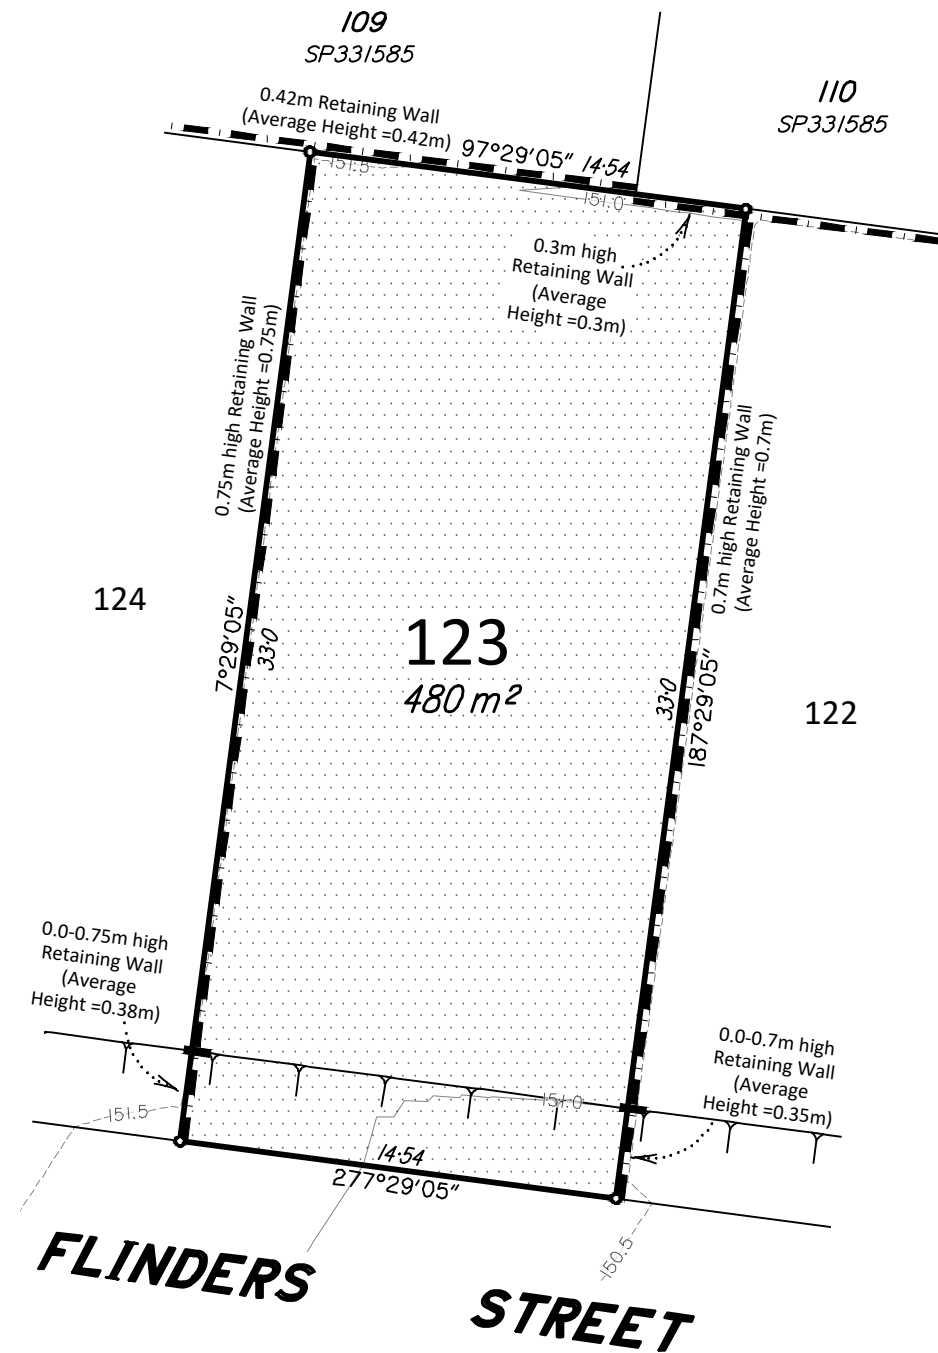 109
SP331585
110
SP331585
0.42m Retaining Wall
(Average Height =0.42m)
97°29'05"
14·54
151.5
151.0
0.3m high
Retaining Wall
(Average
Height =0.3m)
0.75m high Retaining Wall
(Average Height =0.75m)
0.7m high Retaining Wall
(Average Height =0.7m)
124
7°29'05"
33·0
123
480 m²
33·0
187°29'05"
122
0.0-0.75m high
Retaining Wall
(Average
Height =0.38m)
0.0-0.7m high
Retaining Wall
(Average
Height =0.35m)
151.5
151.0
14·54
277°29'05"
150.5
FLINDERS
STREET